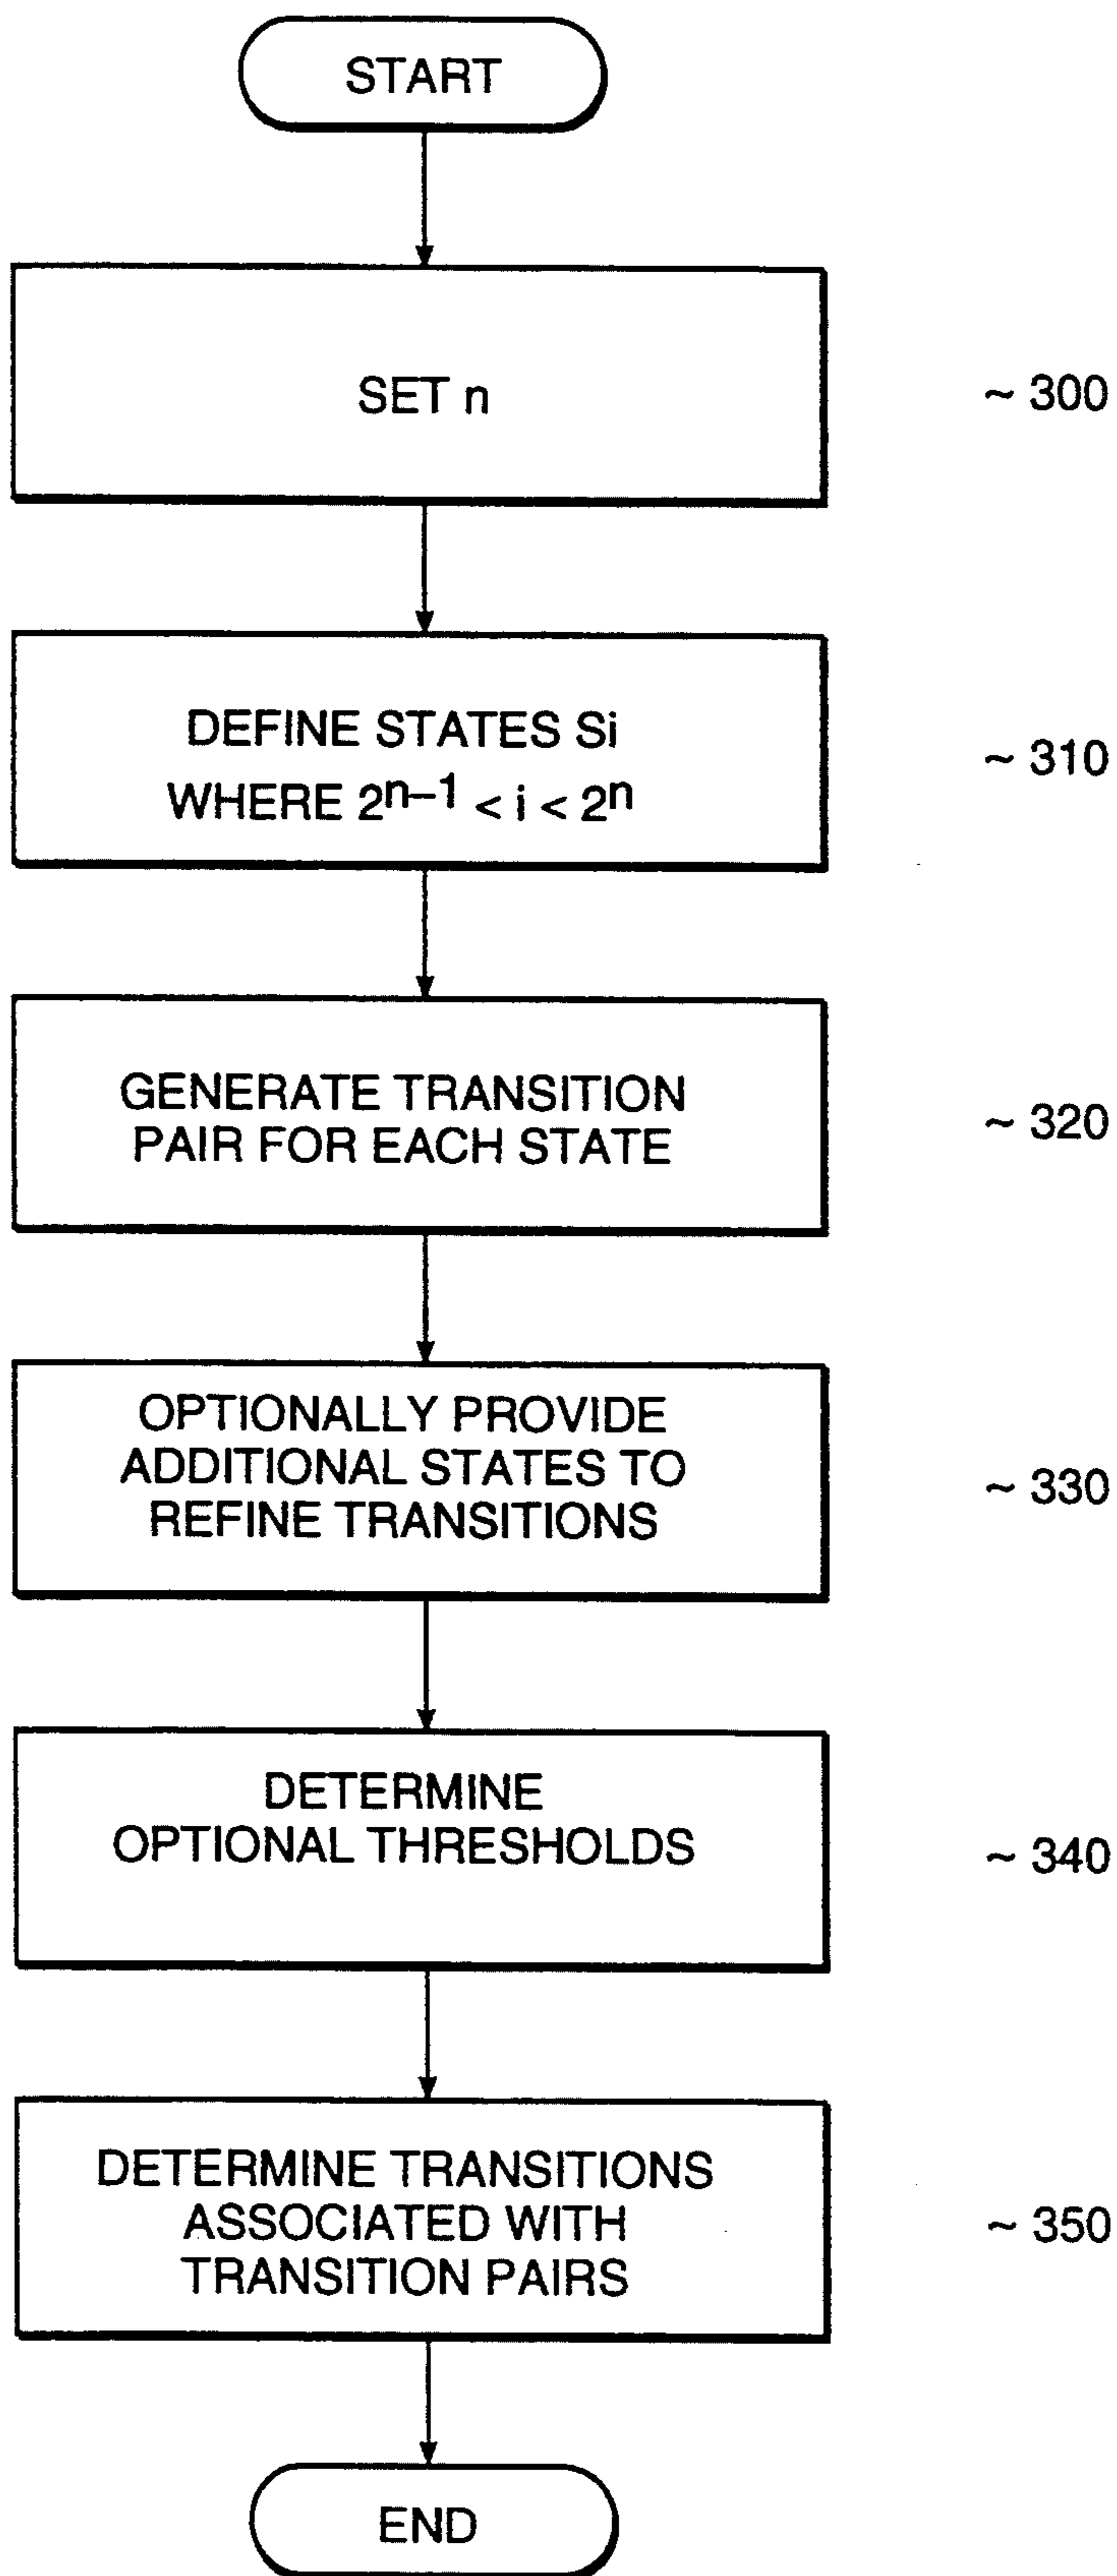 START
SET n
~ 300
DEFINE STATES Si
WHERE 2ⁿ⁻¹ < i < 2ⁿ
~ 310
GENERATE TRANSITION
PAIR FOR EACH STATE
~ 320
OPTIONALLY PROVIDE
ADDITIONAL STATES TO
REFINE TRANSITIONS
~ 330
DETERMINE
OPTIONAL THRESHOLDS
~ 340
DETERMINE TRANSITIONS
ASSOCIATED WITH
TRANSITION PAIRS
~ 350
END